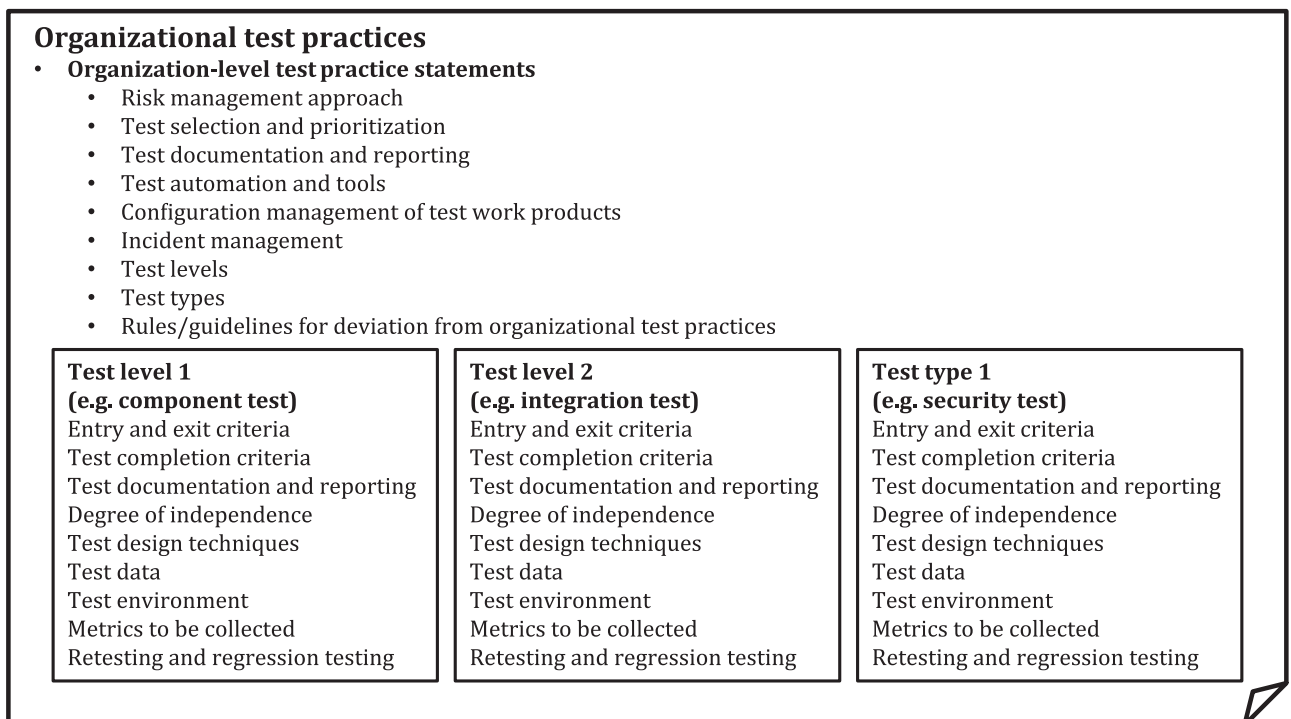 Organizational test practices
• Organization-level test practice statements
• Risk management approach
• Test selection and prioritization
• Test documentation and reporting
• Test automation and tools
• Configuration management of test work products
• Incident management
• Test levels
• Test types
• Rules/guidelines for deviation from organizational test practices
Test level 1
(e.g. component test)
Entry and exit criteria
Test completion criteria
Test documentation and reporting
Degree of independence
Test design techniques
Test data
Test environment
Metrics to be collected
Retesting and regression testing
Test level 2
(e.g. integration test)
Entry and exit criteria
Test completion criteria
Test documentation and reporting
Degree of independence
Test design techniques
Test data
Test environment
Metrics to be collected
Retesting and regression testing
Test type 1
(e.g. security test)
Entry and exit criteria
Test completion criteria
Test documentation and reporting
Degree of independence
Test design techniques
Test data
Test environment
Metrics to be collected
Retesting and regression testing